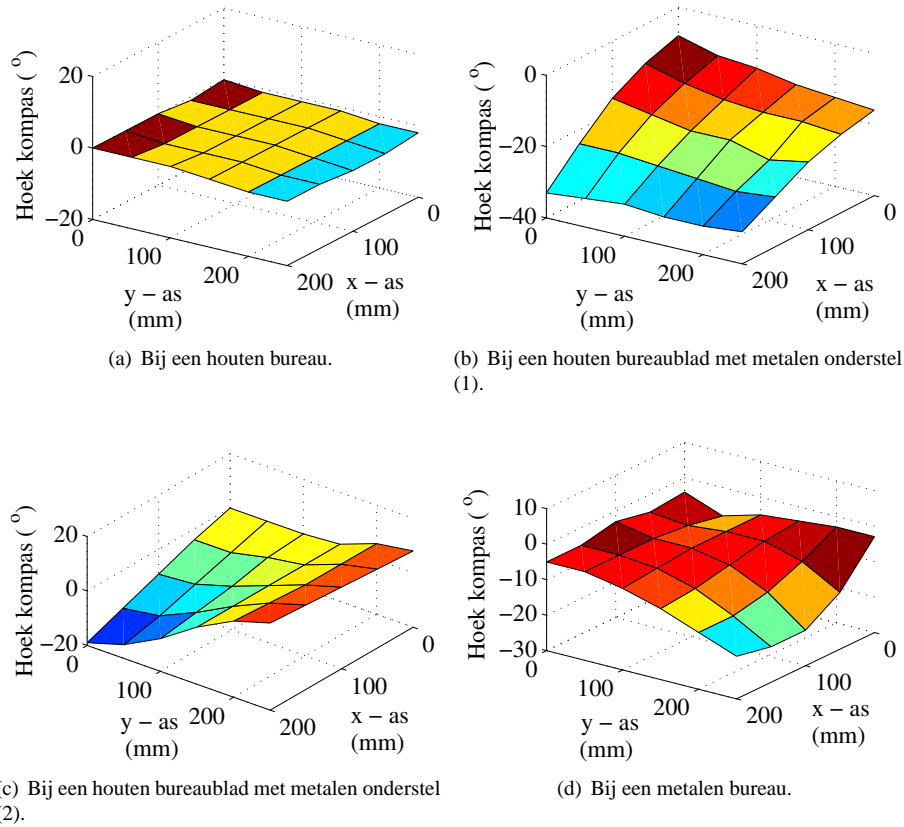 20
0
−20
Hoek kompas ( °)
0
100
200
y − as
(mm)
200
100
0
x − as
(mm)
(a) Bij een houten bureau.
0
−20
−40
Hoek kompas ( °)
0
100
200
y − as
(mm)
200
100
0
x − as
(mm)
(b) Bij een houten bureaublad met metalen onderstel
(1).
20
0
−20
Hoek kompas ( °)
0
100
200
y − as
(mm)
200
100
0
x − as
(mm)
(c) Bij een houten bureaublad met metalen onderstel
(2).
10
0
−10
−20
−30
Hoek kompas ( °)
0
100
200
y − as
(mm)
200
100
0
x − as
(mm)
(d) Bij een metalen bureau.